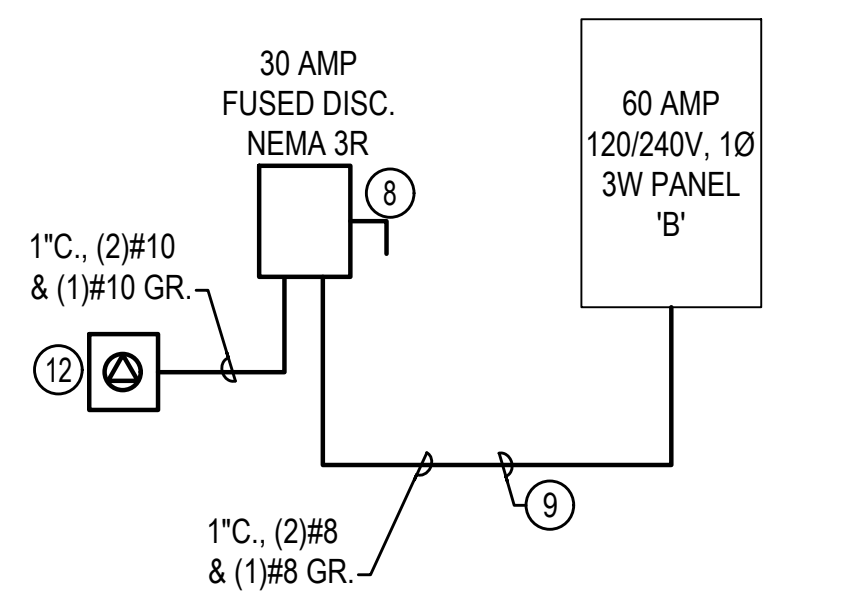 30 AMP
FUSED DISC.
NEMA 3R
8
60 AMP
120/240V, 1Ø
3W PANEL
'B'
1"C., (2)#10
& (1)#10 GR.
12
9
1"C., (2)#8
& (1)#8 GR.